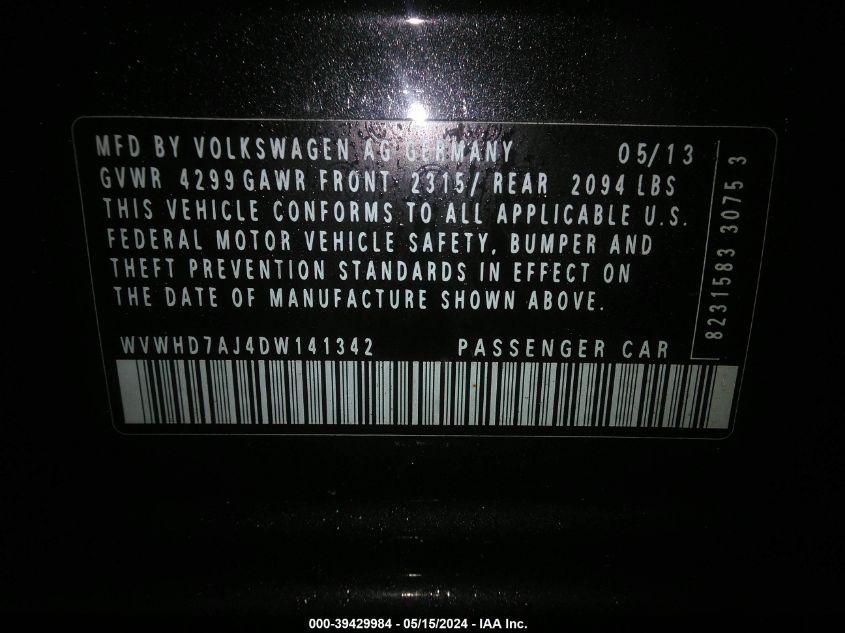 MFD BY VOLKSWAGEN AG GERMANY 05/13
GVWR 4299 GAWR FRONT 2315/ REAR 2094 LBS
THIS VEHICLE CONFORMS TO ALL APPLICABLE U.S.
FEDERAL MOTOR VEHICLE SAFETY, BUMPER AND
THEFT PREVENTION STANDARDS IN EFFECT ON
THE DATE OF MANUFACTURE SHOWN ABOVE.
WVWHD7AJ4DW141342 PASSENGER CAR
8231583 3075 3
000-39429984 - 05/15/2024 - IAA Inc.